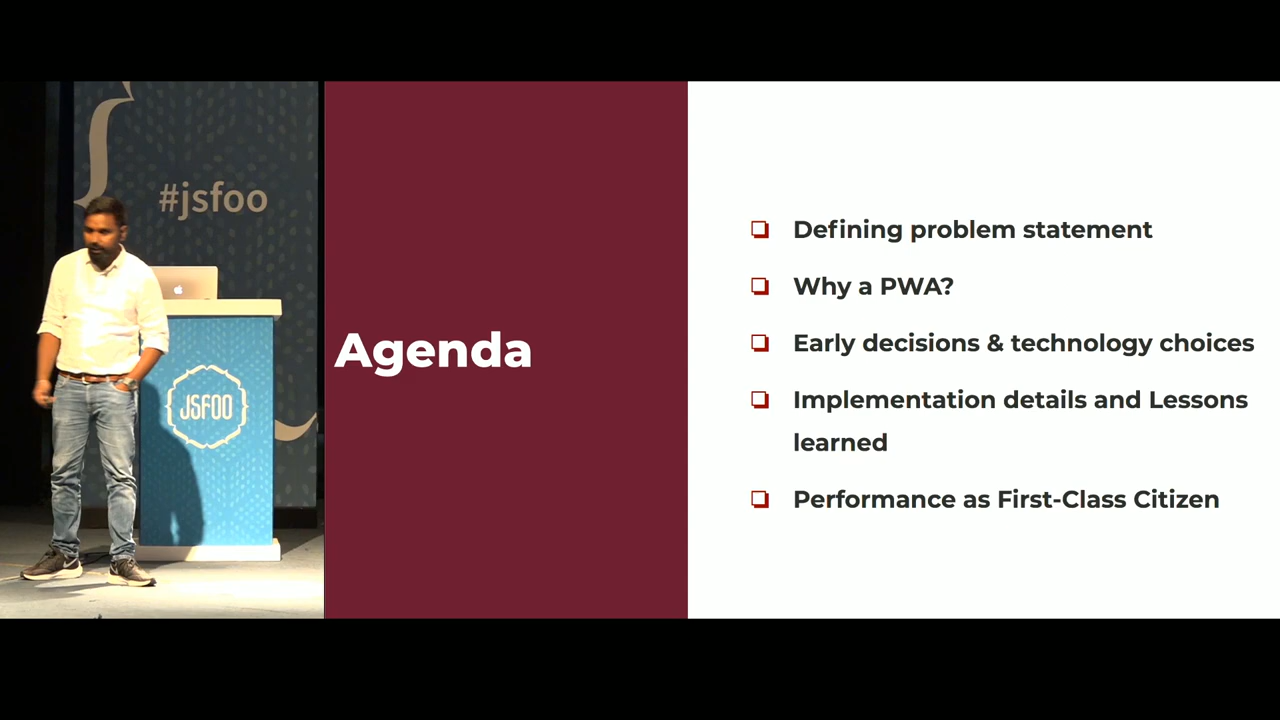 #jsfoo
JSFOO
Agenda
Defining problem statement
Why a PWA?
Early decisions & technology choices
Implementation details and Lessons
learned
Performance as First-Class Citizen